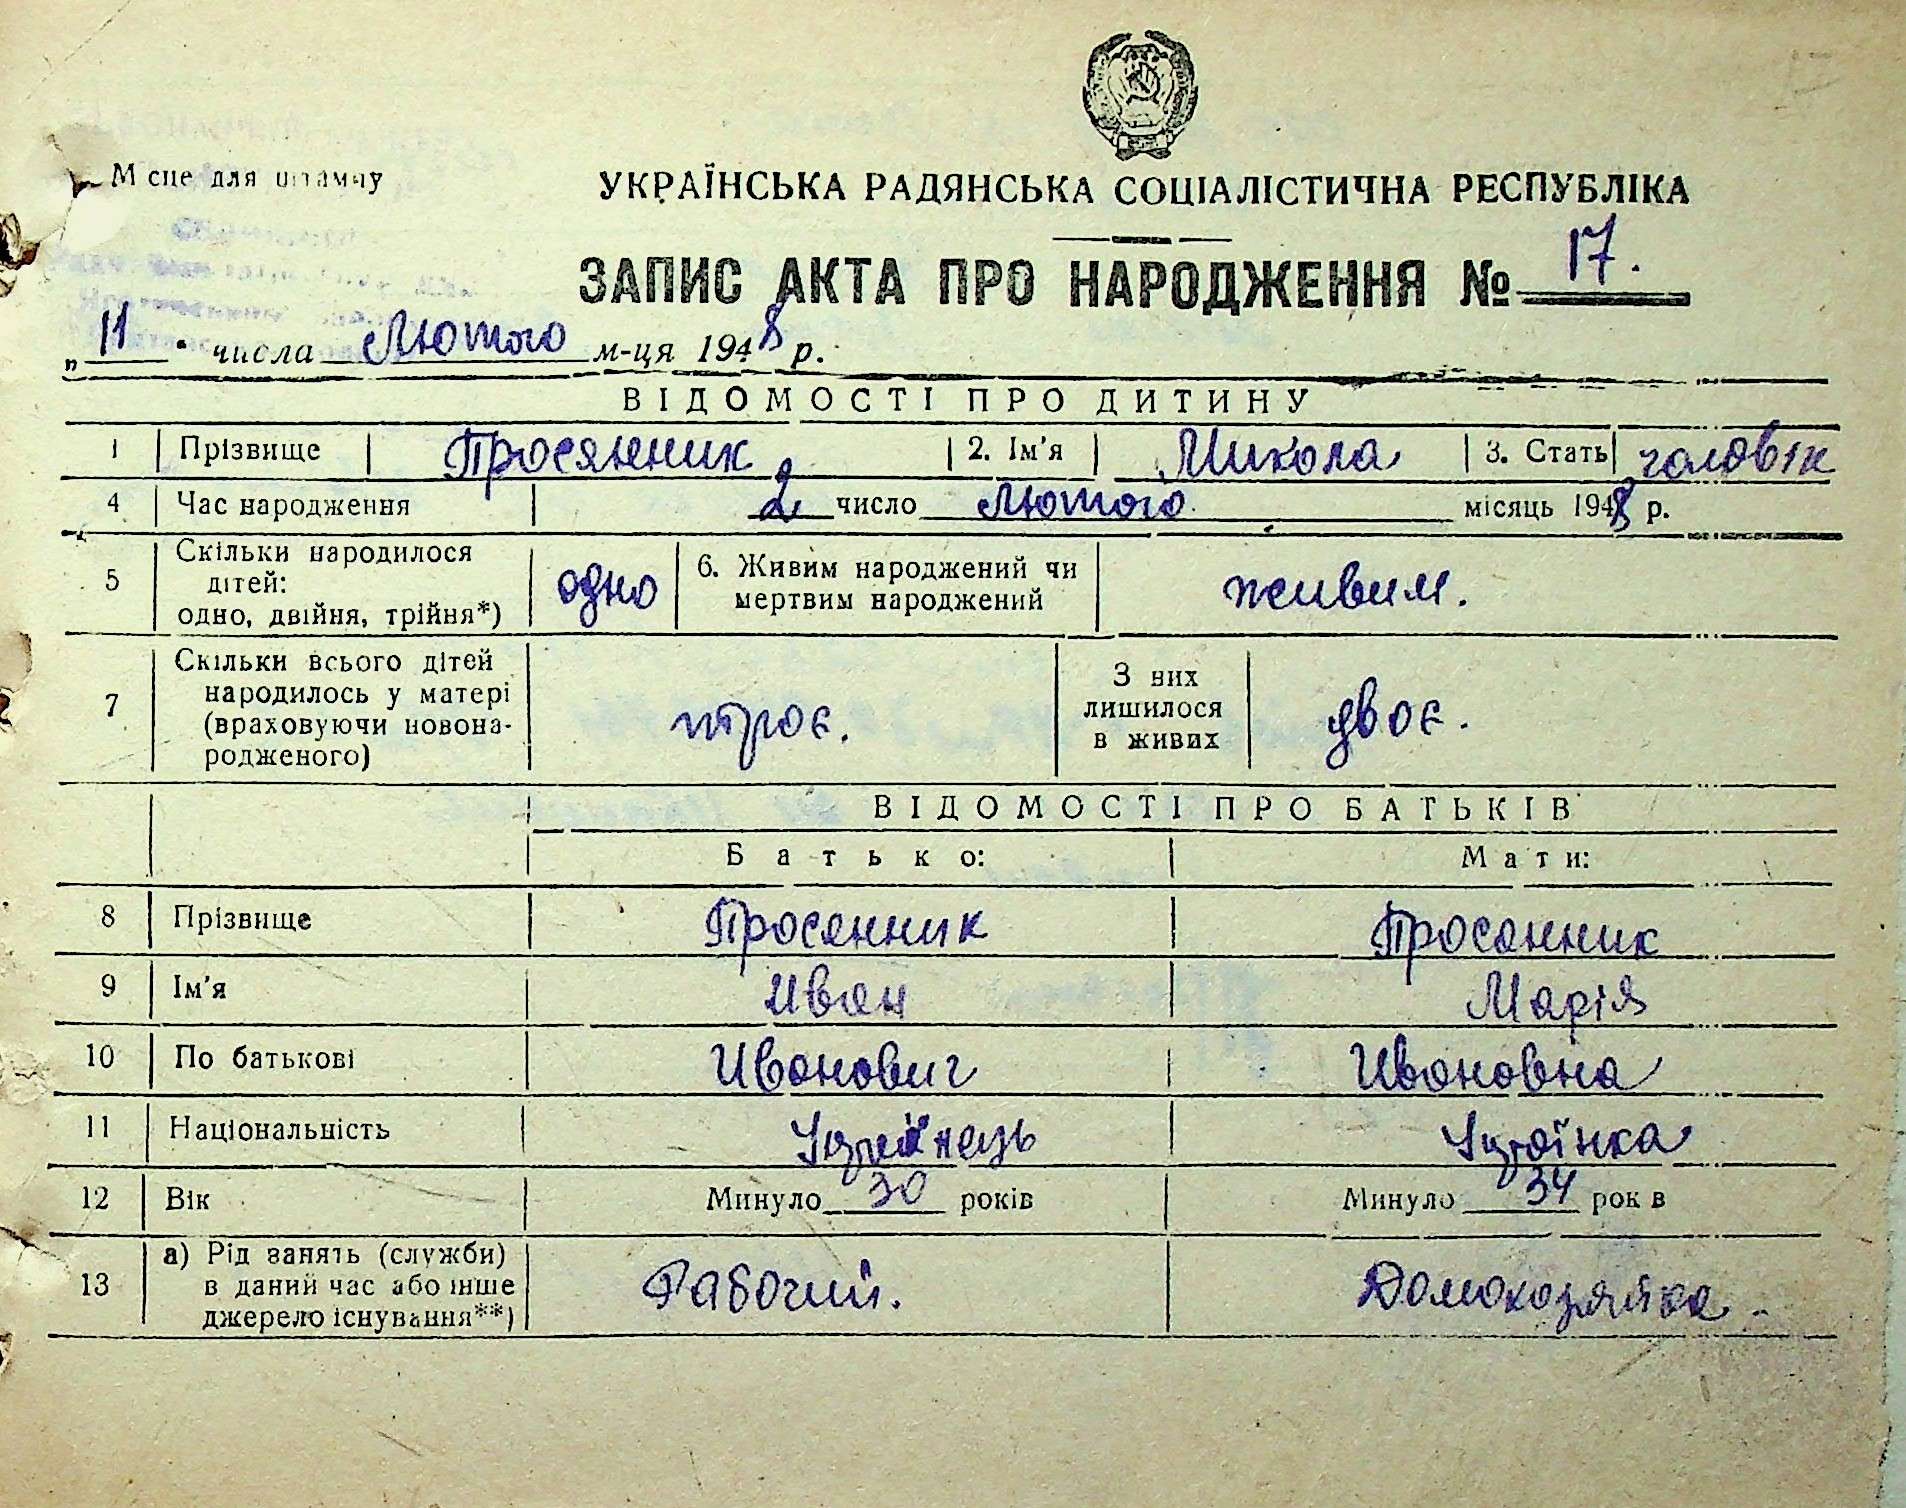 Місце для штампу
УКРАЇНСЬКА РАДЯНСЬКА СОЦІАЛІСТИЧНА РЕСПУБЛІКА
ЗАПИС АКТА ПРО НАРОДЖЕННЯ № 17.
„11" числа Лютого м-ця 1948 р.
ВІДОМОСТІ ПРО ДИТИНУ
1 Прізвище Просянник 2. Ім'я Микола 3. Стать чоловік
4 Час народження 2 число Лютого місяць 1948 р.
5 Скільки народилося
дітей:
одно, двійня, трійня*) одно 6. Живим народжений чи
мертвим народжений живим.
7 Скільки всього дітей
народилось у матері
(враховуючи новона-
родженого) троє. З них
лишилося
в живих двоє.
ВІДОМОСТІ ПРО БАТЬКІВ
Батько: Мати:
8 Прізвище Просянник Просянник
9 Ім'я Иван Марія
10 По батькові Иванович Ивановна
11 Національність Українець Українка
12 Вік Минуло 30 років Минуло 34 років
13 а) Рід занять (служби)
в даний час або інше
джерело існування**) Рабочий. Домохозяйка.